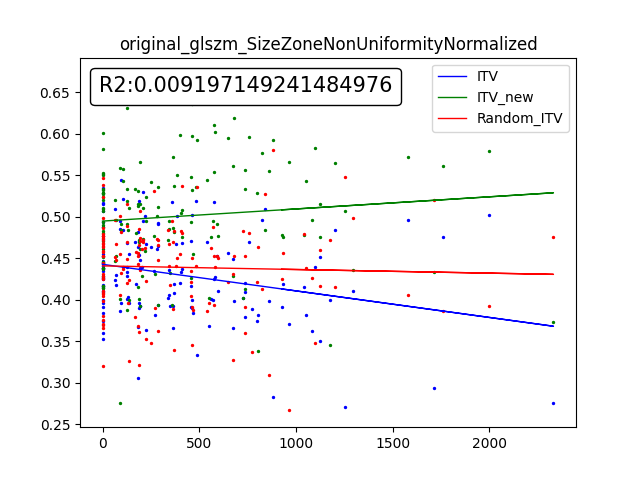 original_glszm_SizeZoneNonUniformityNormalized
R2:0.009197149241484976
ITV
ITV_new
Random_ITV
0.65
0.60
0.55
0.50
0.45
0.40
0.35
0.30
0.25
0 500 1000 1500 2000